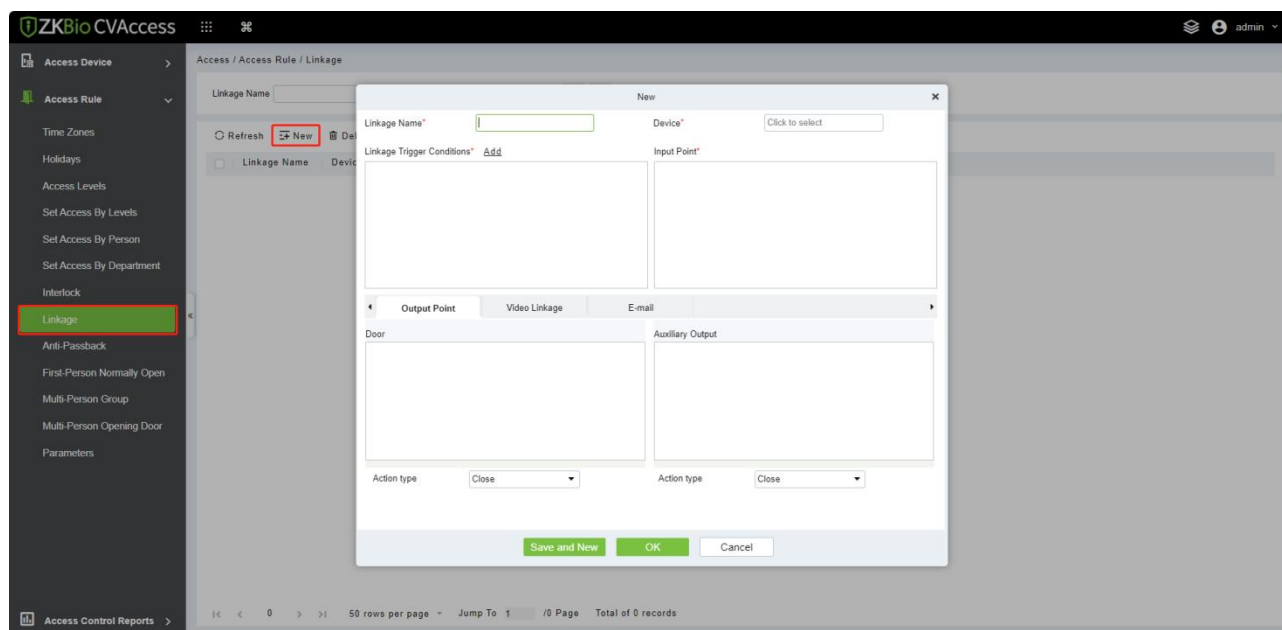 ZKBio CVAccess
admin
Access Device
Access Rule
Time Zones
Holidays
Access Levels
Set Access By Levels
Set Access By Person
Set Access By Department
Interlock
Linkage
Anti-Passback
First-Person Normally Open
Multi-Person Group
Multi-Person Opening Door
Parameters
Access Control Reports
Access / Access Rule / Linkage
Linkage Name
Refresh New Del
Linkage Name Devic
New
Linkage Name* Device* Click to select
Linkage Trigger Conditions* Add Input Point*
Output Point Video Linkage E-mail
Door Auxiliary Output
Action type Close Action type Close
Save and New OK Cancel
0 50 rows per page Jump To 1 /0 Page Total of 0 records